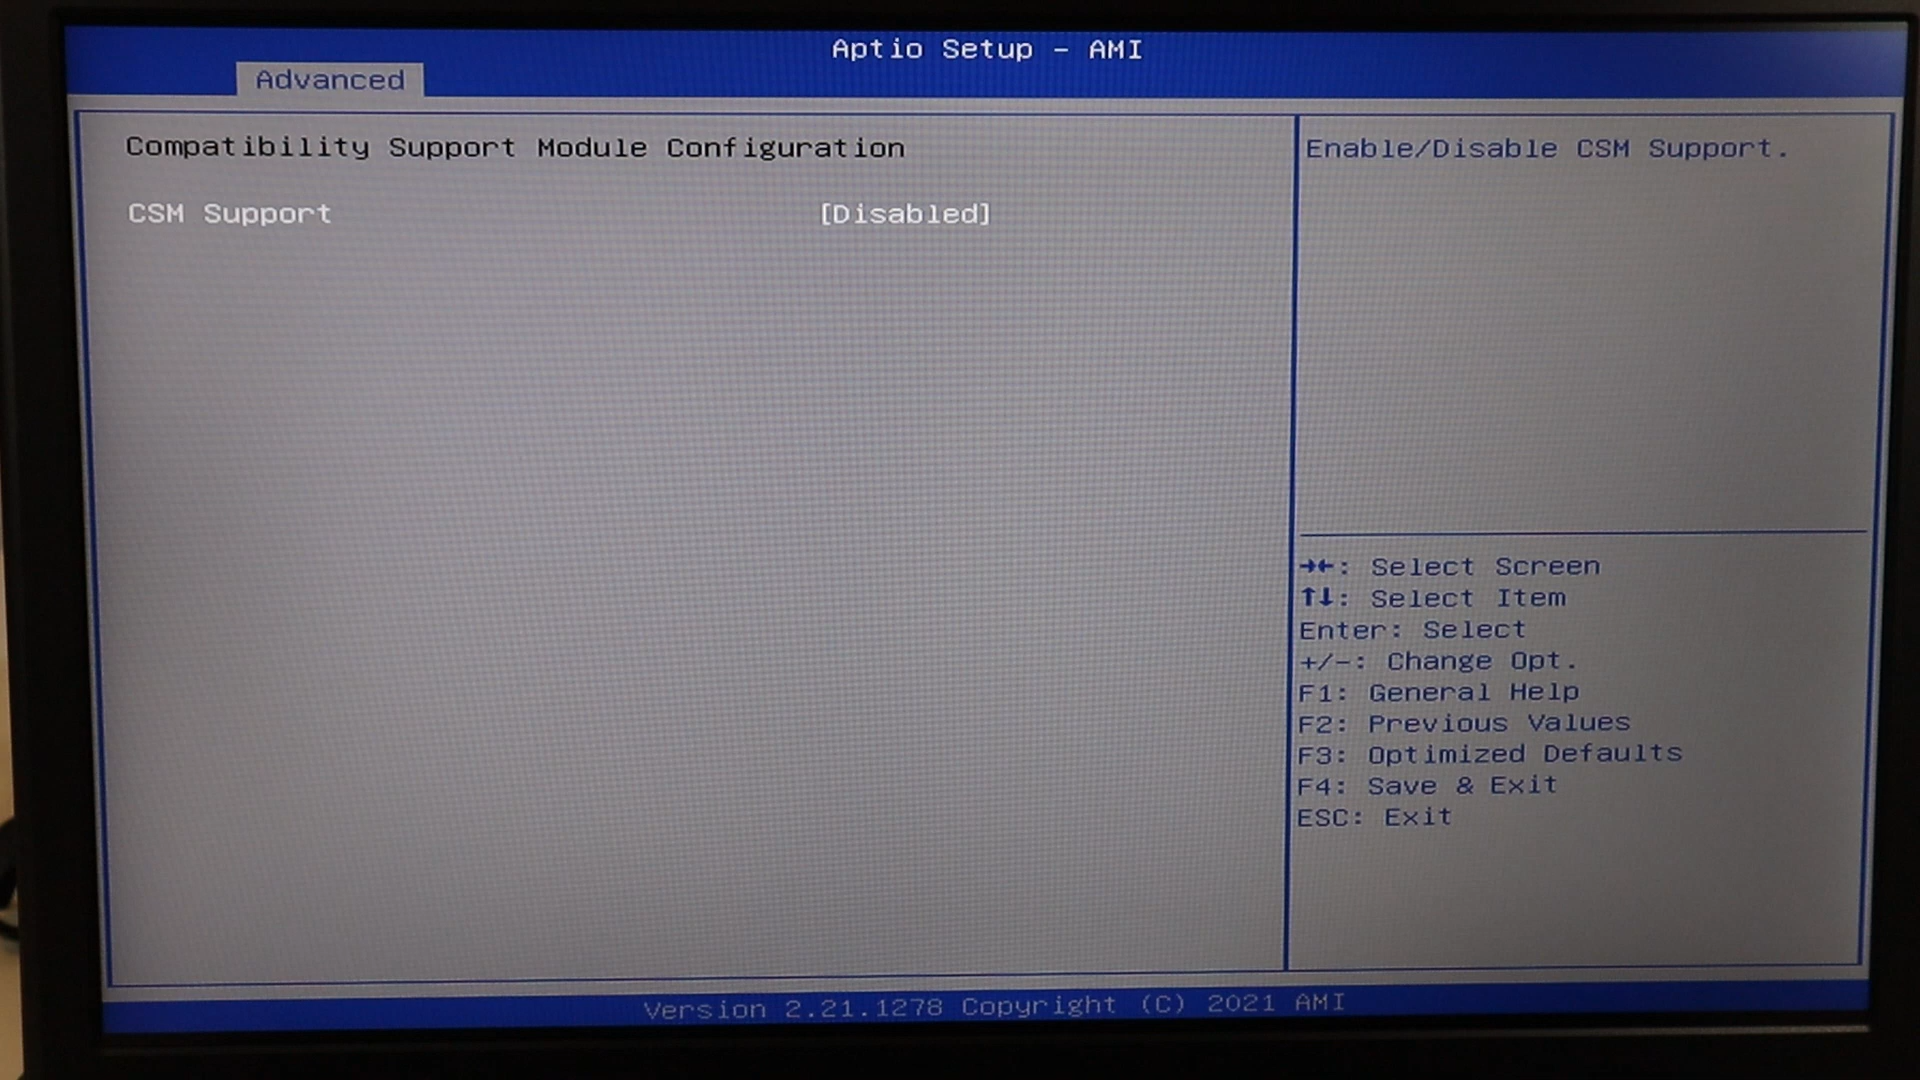 Aptio Setup - AMI
Advanced
Compatibility Support Module Configuration
CSM Support [Disabled]
Enable/Disable CSM Support.
→←: Select Screen
↑↓: Select Item
Enter: Select
+/-: Change Opt.
F1: General Help
F2: Previous Values
F3: Optimized Defaults
F4: Save & Exit
ESC: Exit
Version 2.21.1278 Copyright (C) 2021 AMI